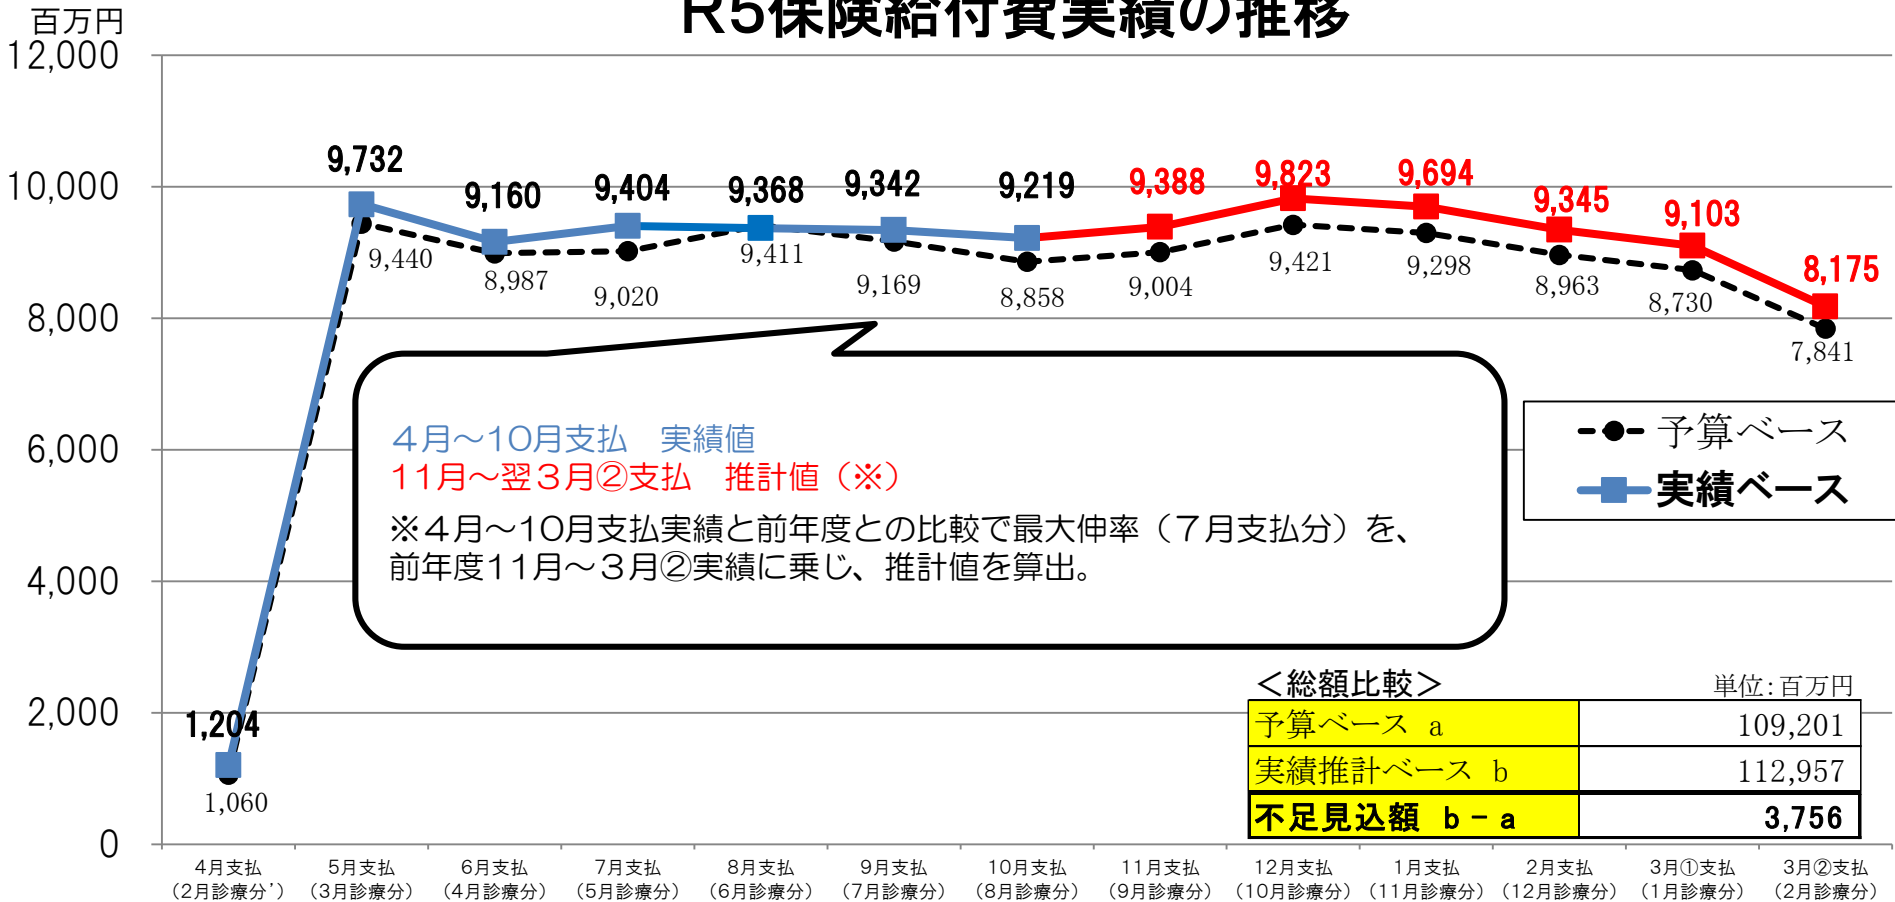 R5保険給付費実績の推移
百万円
12,000
10,000
8,000
6,000
4,000
2,000
0
9,732
9,160
9,404
9,368
9,342
9,219
9,388
9,823
9,694
9,345
9,103
8,175
1,204
9,440
8,987
9,020
9,411
9,169
8,858
9,004
9,421
9,298
8,963
8,730
7,841
1,060
4月～10月支払　実績値
11月～翌3月②支払　推計値（※）
※4月～10月支払実績と前年度との比較で最大伸率（7月支払分）を、
前年度11月～3月②実績に乗じ、推計値を算出。
予算ベース
実績ベース
＜総額比較＞ 単位：百万円
予算ベース a 109,201
実績推計ベース b 112,957
不足見込額 b－a 3,756
4月支払 5月支払 6月支払 7月支払 8月支払 9月支払 10月支払 11月支払 12月支払 1月支払 2月支払 3月①支払 3月②支払
（2月診療分’） （3月診療分） （4月診療分） （5月診療分） （6月診療分） （7月診療分） （8月診療分） （9月診療分） （10月診療分） （11月診療分） （12月診療分） （1月診療分） （2月診療分）